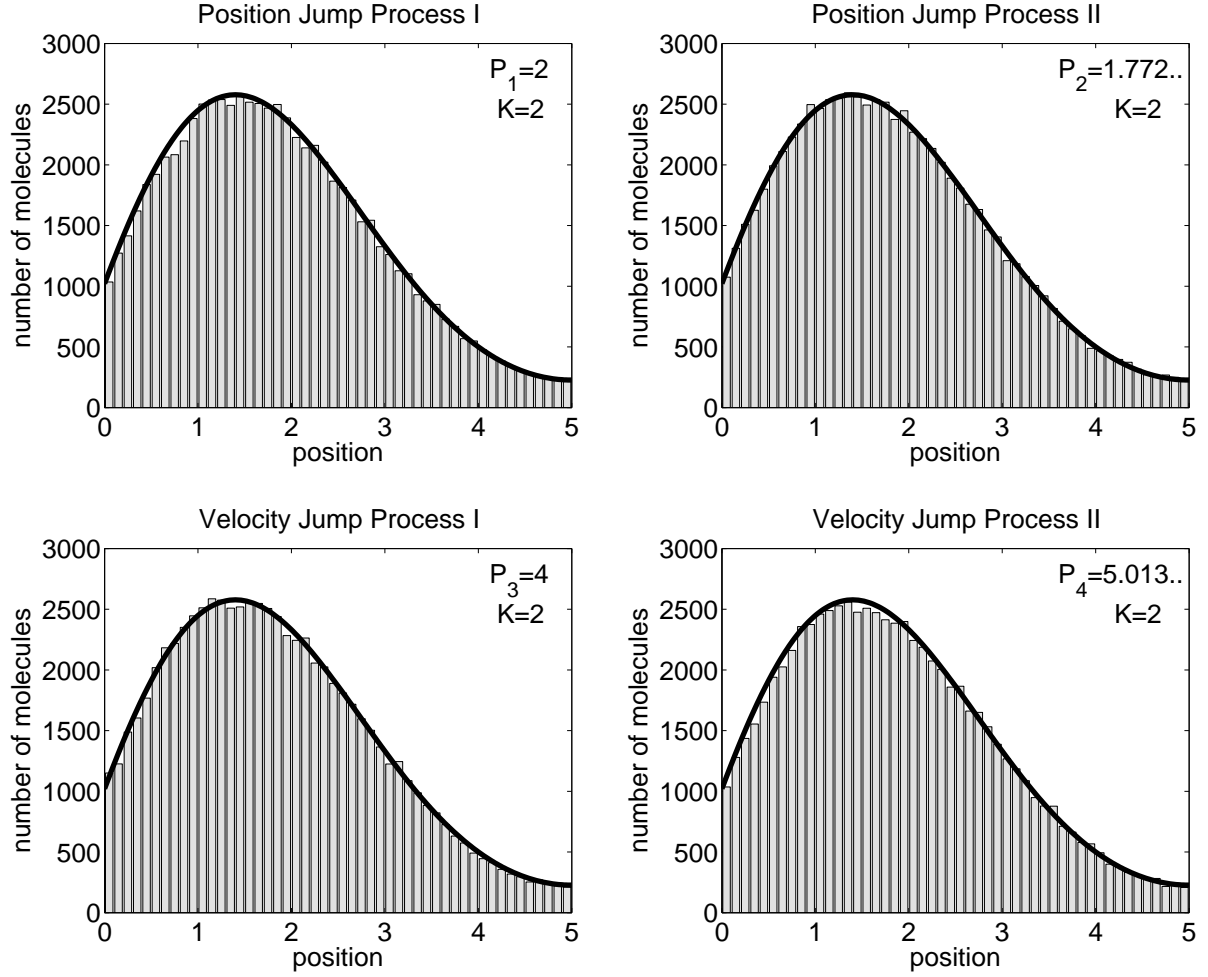 Position Jump Process I
number of molecules
3000
2500
2000
1500
1000
500
0
P_1=2
K=2
0 1 2 3 4 5
position
Position Jump Process II
number of molecules
3000
2500
2000
1500
1000
500
0
P_2=1.772..
K=2
0 1 2 3 4 5
position
Velocity Jump Process I
number of molecules
3000
2500
2000
1500
1000
500
0
P_3=4
K=2
0 1 2 3 4 5
position
Velocity Jump Process II
number of molecules
3000
2500
2000
1500
1000
500
0
P_4=5.013..
K=2
0 1 2 3 4 5
position